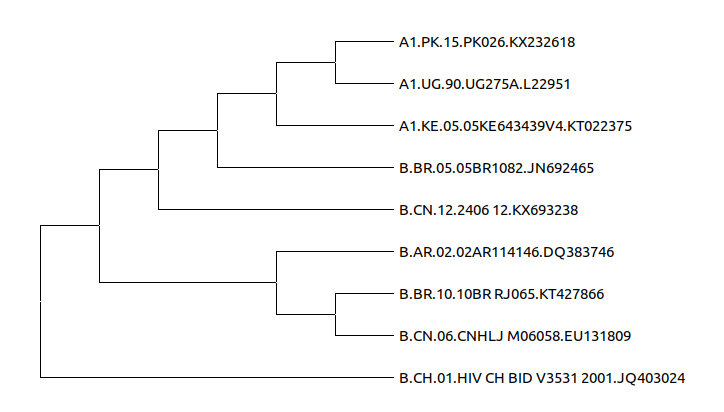 A1.PK.15.PK026.KX232618
A1.UG.90.UG275A.L22951
A1.KE.05.05KE643439V4.KT022375
B.BR.05.05BR1082.JN692465
B.CN.12.2406 12.KX693238
B.AR.02.02AR114146.DQ383746
B.BR.10.10BR RJ065.KT427866
B.CN.06.CNHLJ M06058.EU131809
B.CH.01.HIV CH BID V3531 2001.JQ403024